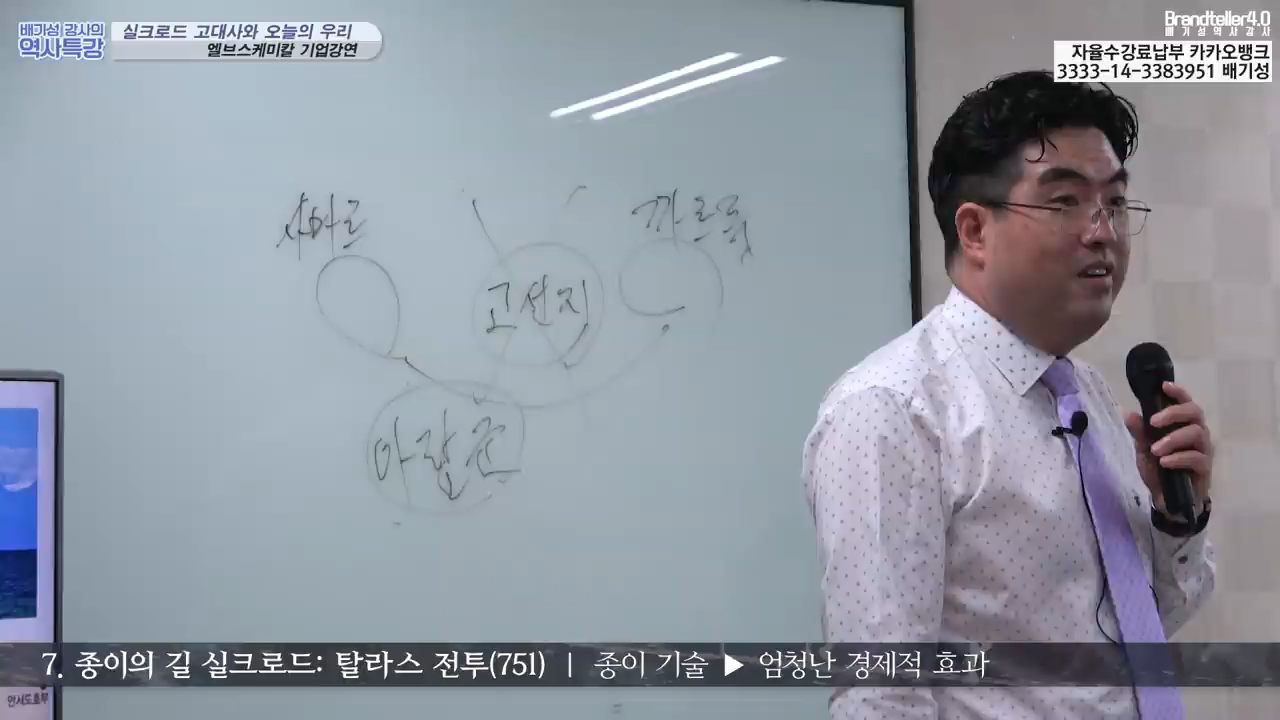 배기성 강사의
역사특강
실크로드 고대사와 오늘의 우리
엘브스케미칼 기업강연
Brandteller4.0
배기성역사강사
자율수강료납부 카카오뱅크
3333-14-3383951 배기성
사마르
까르룩
고선지
아랍군
7. 종이의 길 실크로드: 탈라스 전투(751) | 종이 기술 ▶ 엄청난 경제적 효과
안서도호부